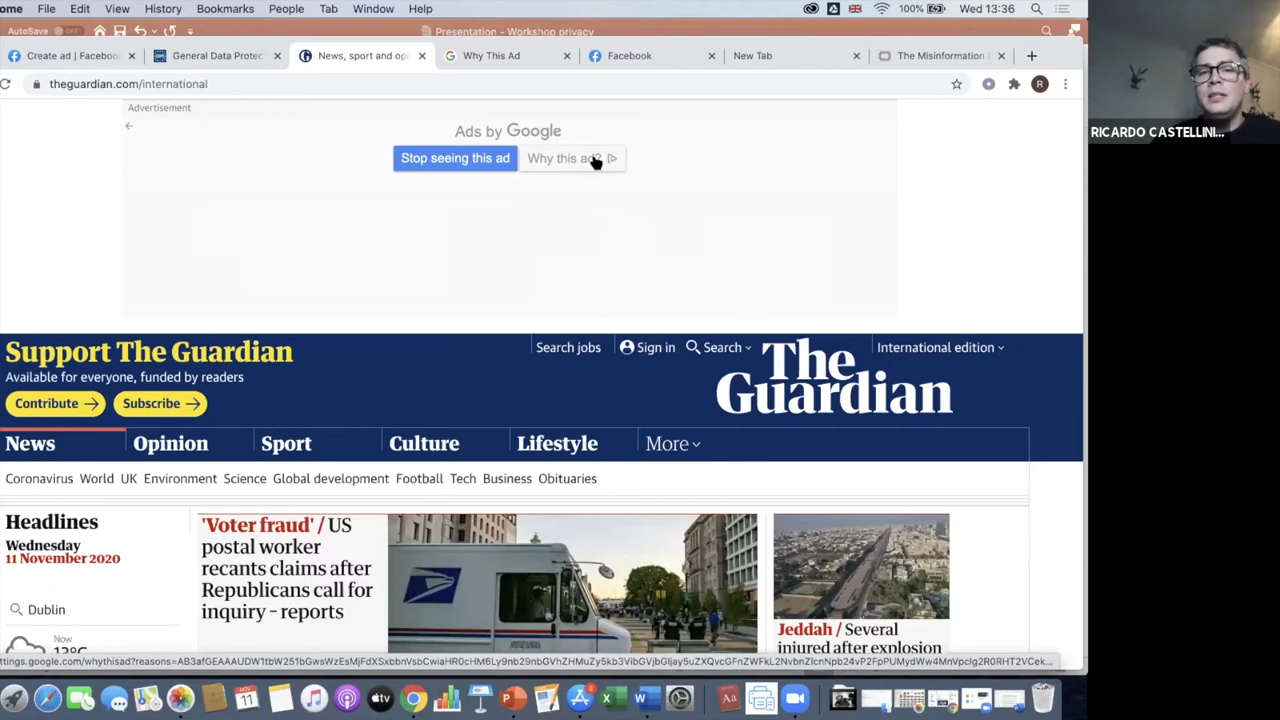 ome File Edit View History Bookmarks People Tab Window Help 100% Wed 13:36
AutoSave OFF Presentation - Workshop privacy
Create ad | Faceboo General Data Protec News, sport and opi Why This Ad Facebook New Tab The Misinformation
theguardian.com/international R
Advertisement
Ads by Google
Stop seeing this ad Why this ad?
RICARDO CASTELLINI...
Support The Guardian
Available for everyone, funded by readers
Contribute → Subscribe →
Search jobs Sign in Search International edition
The
Guardian
News Opinion Sport Culture Lifestyle More
Coronavirus World UK Environment Science Global development Football Tech Business Obituaries
Headlines
Wednesday
11 November 2020
Dublin
Now
13°C
'Voter fraud' / US
postal worker
recants claims after
Republicans call for
inquiry – reports
Jeddah / Several
injured after explosion